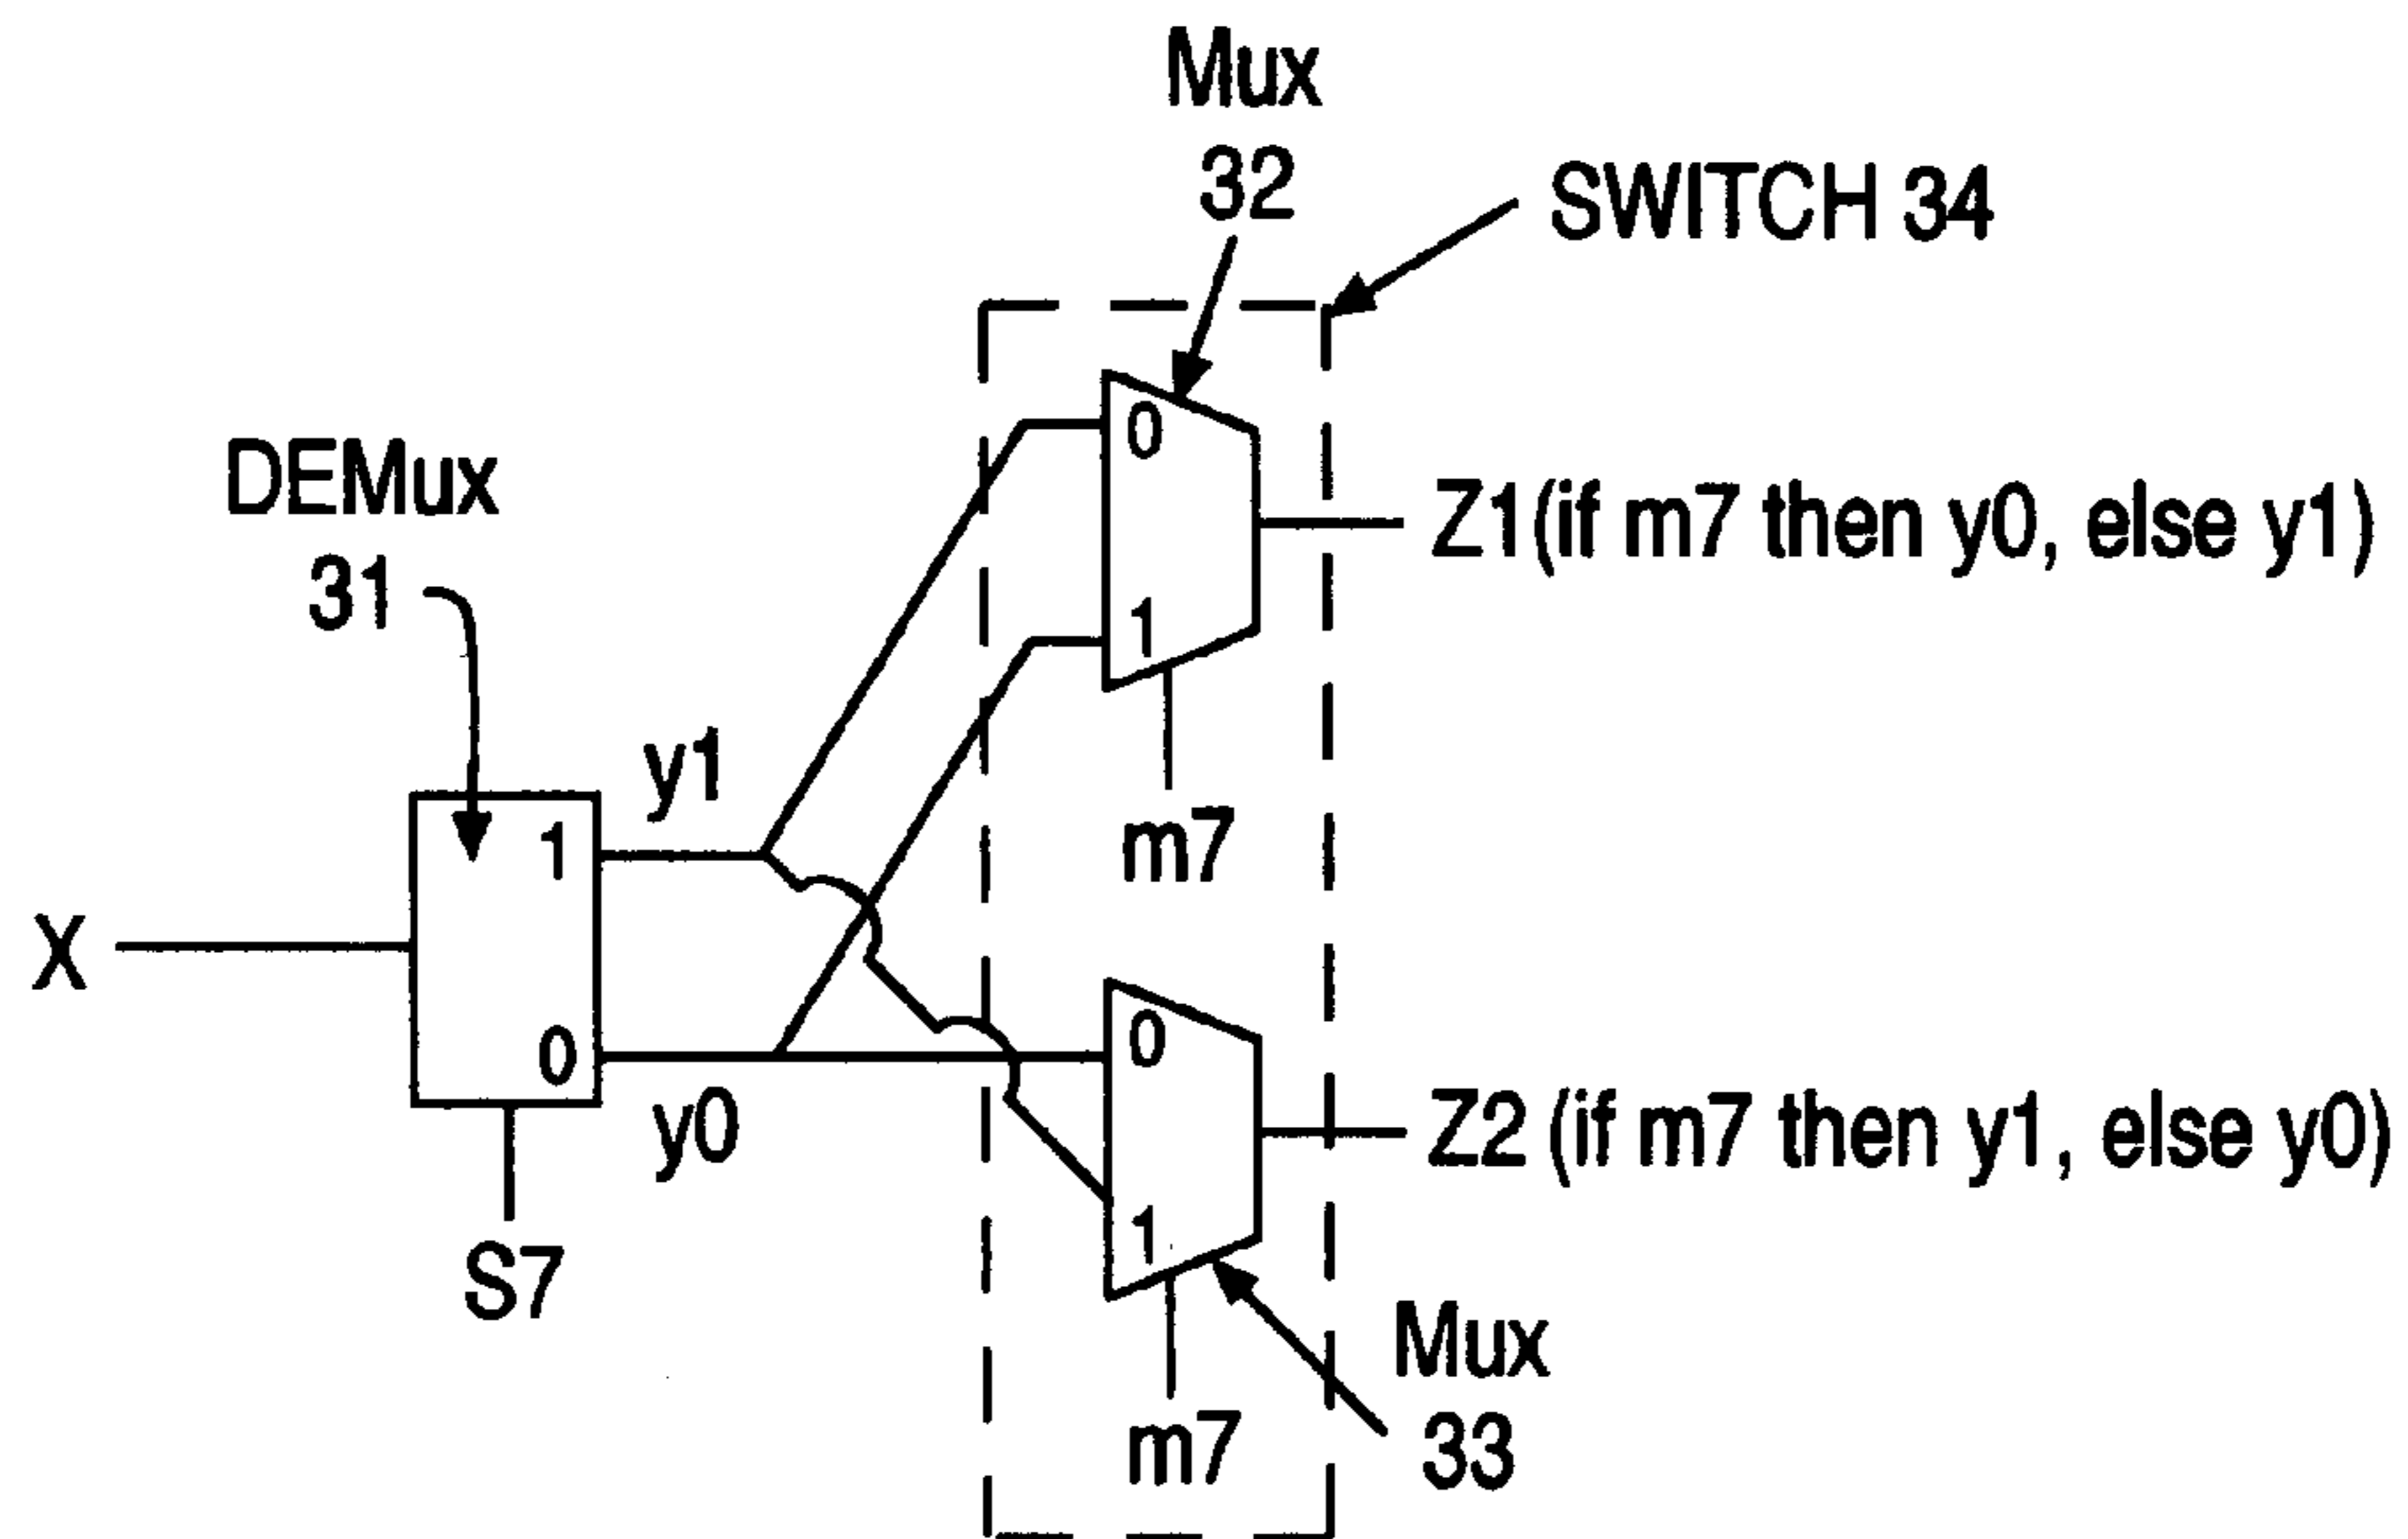 Mux
32
SWITCH 34
0
DEMux
31
Z1(if m7 then y0, else y1)
1
y1
m7
1
X
0
0
y0
Z2 (if m7 then y1, else y0)
1
S7
Mux
33
m7